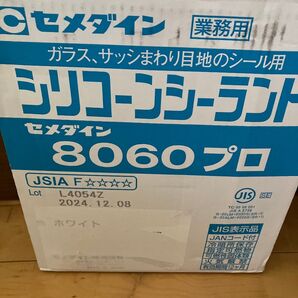 セメダイン
業務用
ガラス、サッシまわり目地のシール用
シリコーンシーラント
セメダイン
8060プロ
JSIA F☆☆☆☆
Lot L4054Z
2024.12.08
ホワイト
JIS
JIS表示品
JANコード付